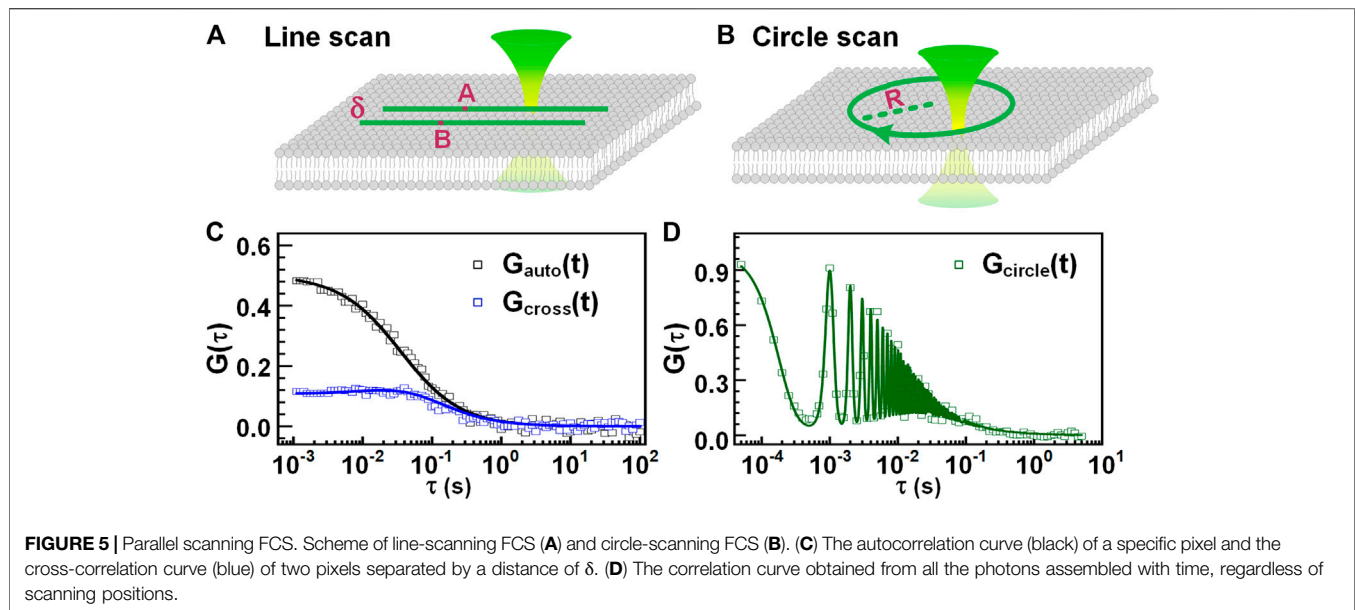 A Line scan
B Circle scan
A
δ
B
R
C
0.6
0.4
0.2
0.0
G(τ)
Gauto(t)
Gcross(t)
10-3 10-2 10-1 100 101 102
τ (s)
D
0.9
0.6
0.3
0.0
G(τ)
Gcircle(t)
10-4 10-3 10-2 10-1 100 101
τ (s)
FIGURE 5 | Parallel scanning FCS. Scheme of line-scanning FCS (A) and circle-scanning FCS (B). (C) The autocorrelation curve (black) of a specific pixel and the
cross-correlation curve (blue) of two pixels separated by a distance of δ. (D) The correlation curve obtained from all the photons assembled with time, regardless of
scanning positions.